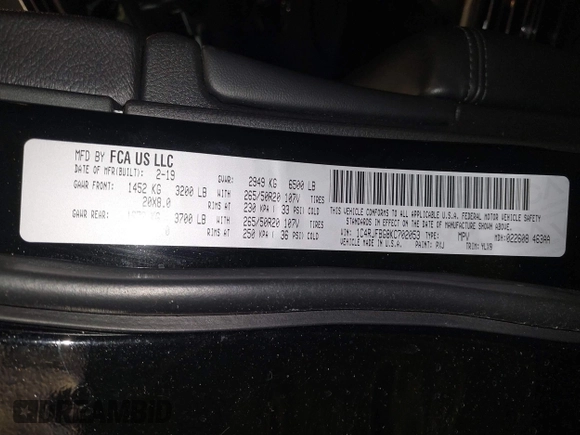 MFD BY FCA US LLC
DATE OF MFR(BUILT): 2-19 GVWR: 2949 KG 6500 LB
GAWR FRONT: 1452 KG 3200 LB WITH 265/50R20 107V TIRES
20X8.0 RIMS AT 230 KPA ( 33 PSI) COLD
GAWR REAR: 3700 LB WITH 265/50R20 107V TIRES
RIMS AT 250 KPA ( 36 PSI) COLD
THIS VEHICLE CONFORMS TO ALL APPLICABLE U.S.A. FEDERAL MOTOR VEHICLE SAFETY
STANDARDS IN EFFECT ON THE DATE OF MANUFACTURE SHOWN ABOVE.
VIN: 1C4RJFBG8KC702053 TYPE: MPV MDH:022608 463AA
MADE IN U.S.A. PAINT: PXJ TRIM: YLX9
DREAMBID